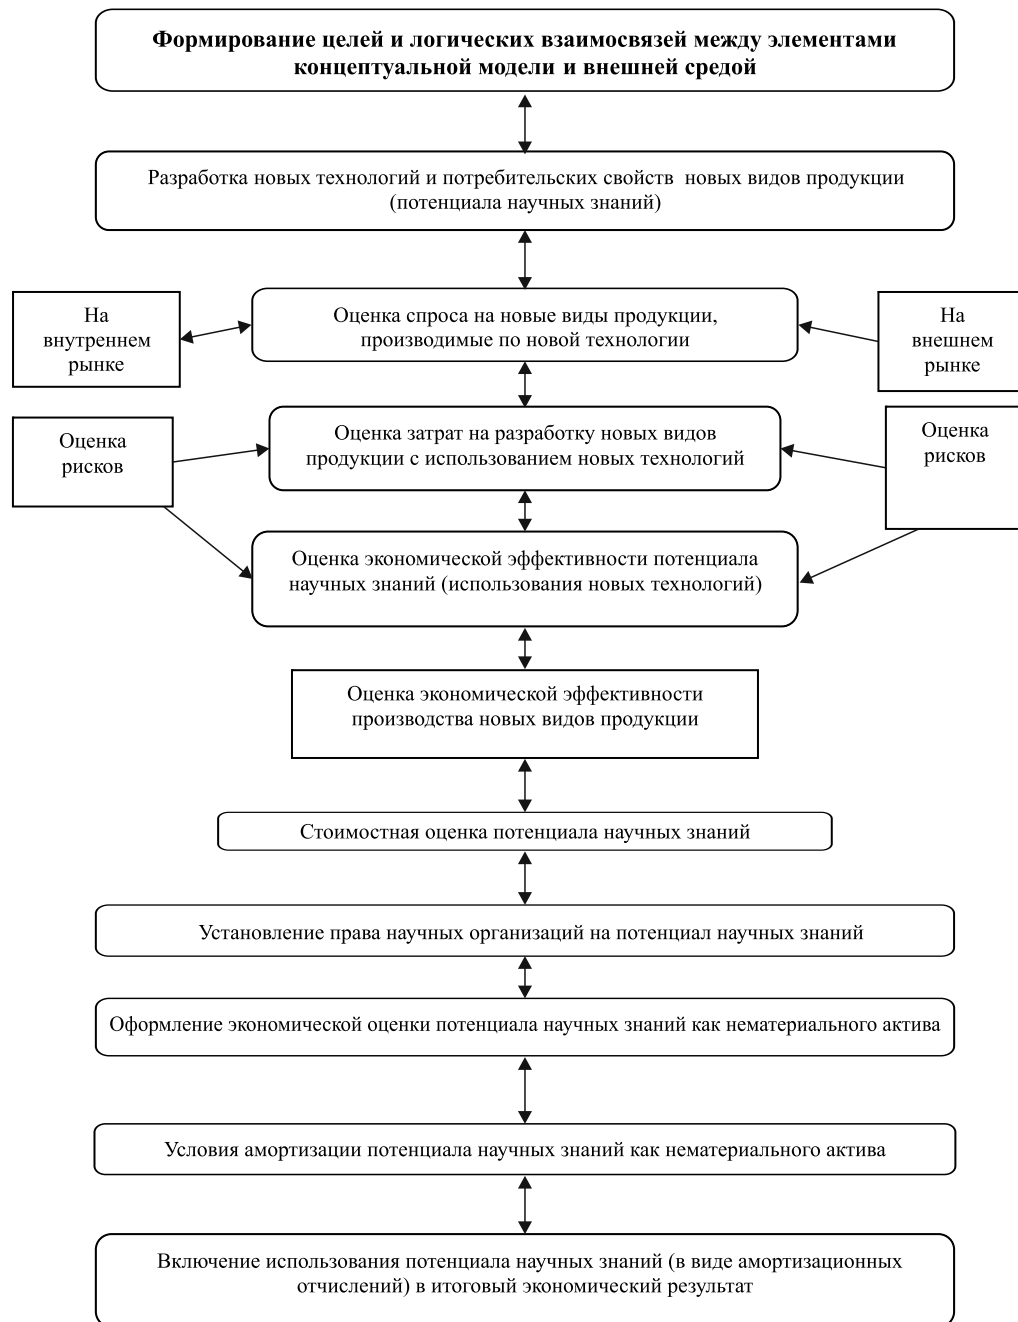 Формирование целей и логических взаимосвязей между элементами
концептуальной модели и внешней средой
Разработка новых технологий и потребительских свойств новых видов продукции
(потенциала научных знаний)
На
внутреннем
рынке
Оценка спроса на новые виды продукции,
производимые по новой технологии
На
внешнем
рынке
Оценка
рисков
Оценка затрат на разработку новых видов
продукции с использованием новых технологий
Оценка
рисков
Оценка экономической эффективности потенциала
научных знаний (использования новых технологий)
Оценка экономической эффективности
производства новых видов продукции
Стоимостная оценка потенциала научных знаний
Установление права научных организаций на потенциал научных знаний
Оформление экономической оценки потенциала научных знаний как нематериального актива
Условия амортизации потенциала научных знаний как нематериального актива
Включение использования потенциала научных знаний (в виде амортизационных
отчислений) в итоговый экономический результат